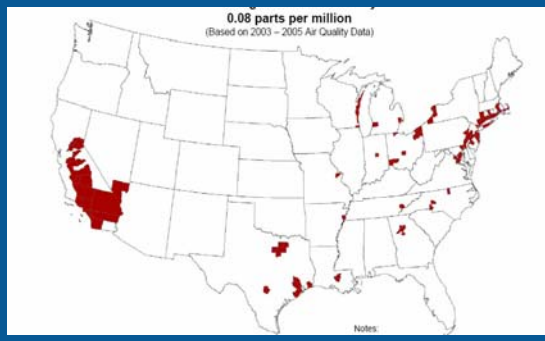 0.08 parts per million
(Based on 2003 – 2005 Air Quality Data)
Notes: